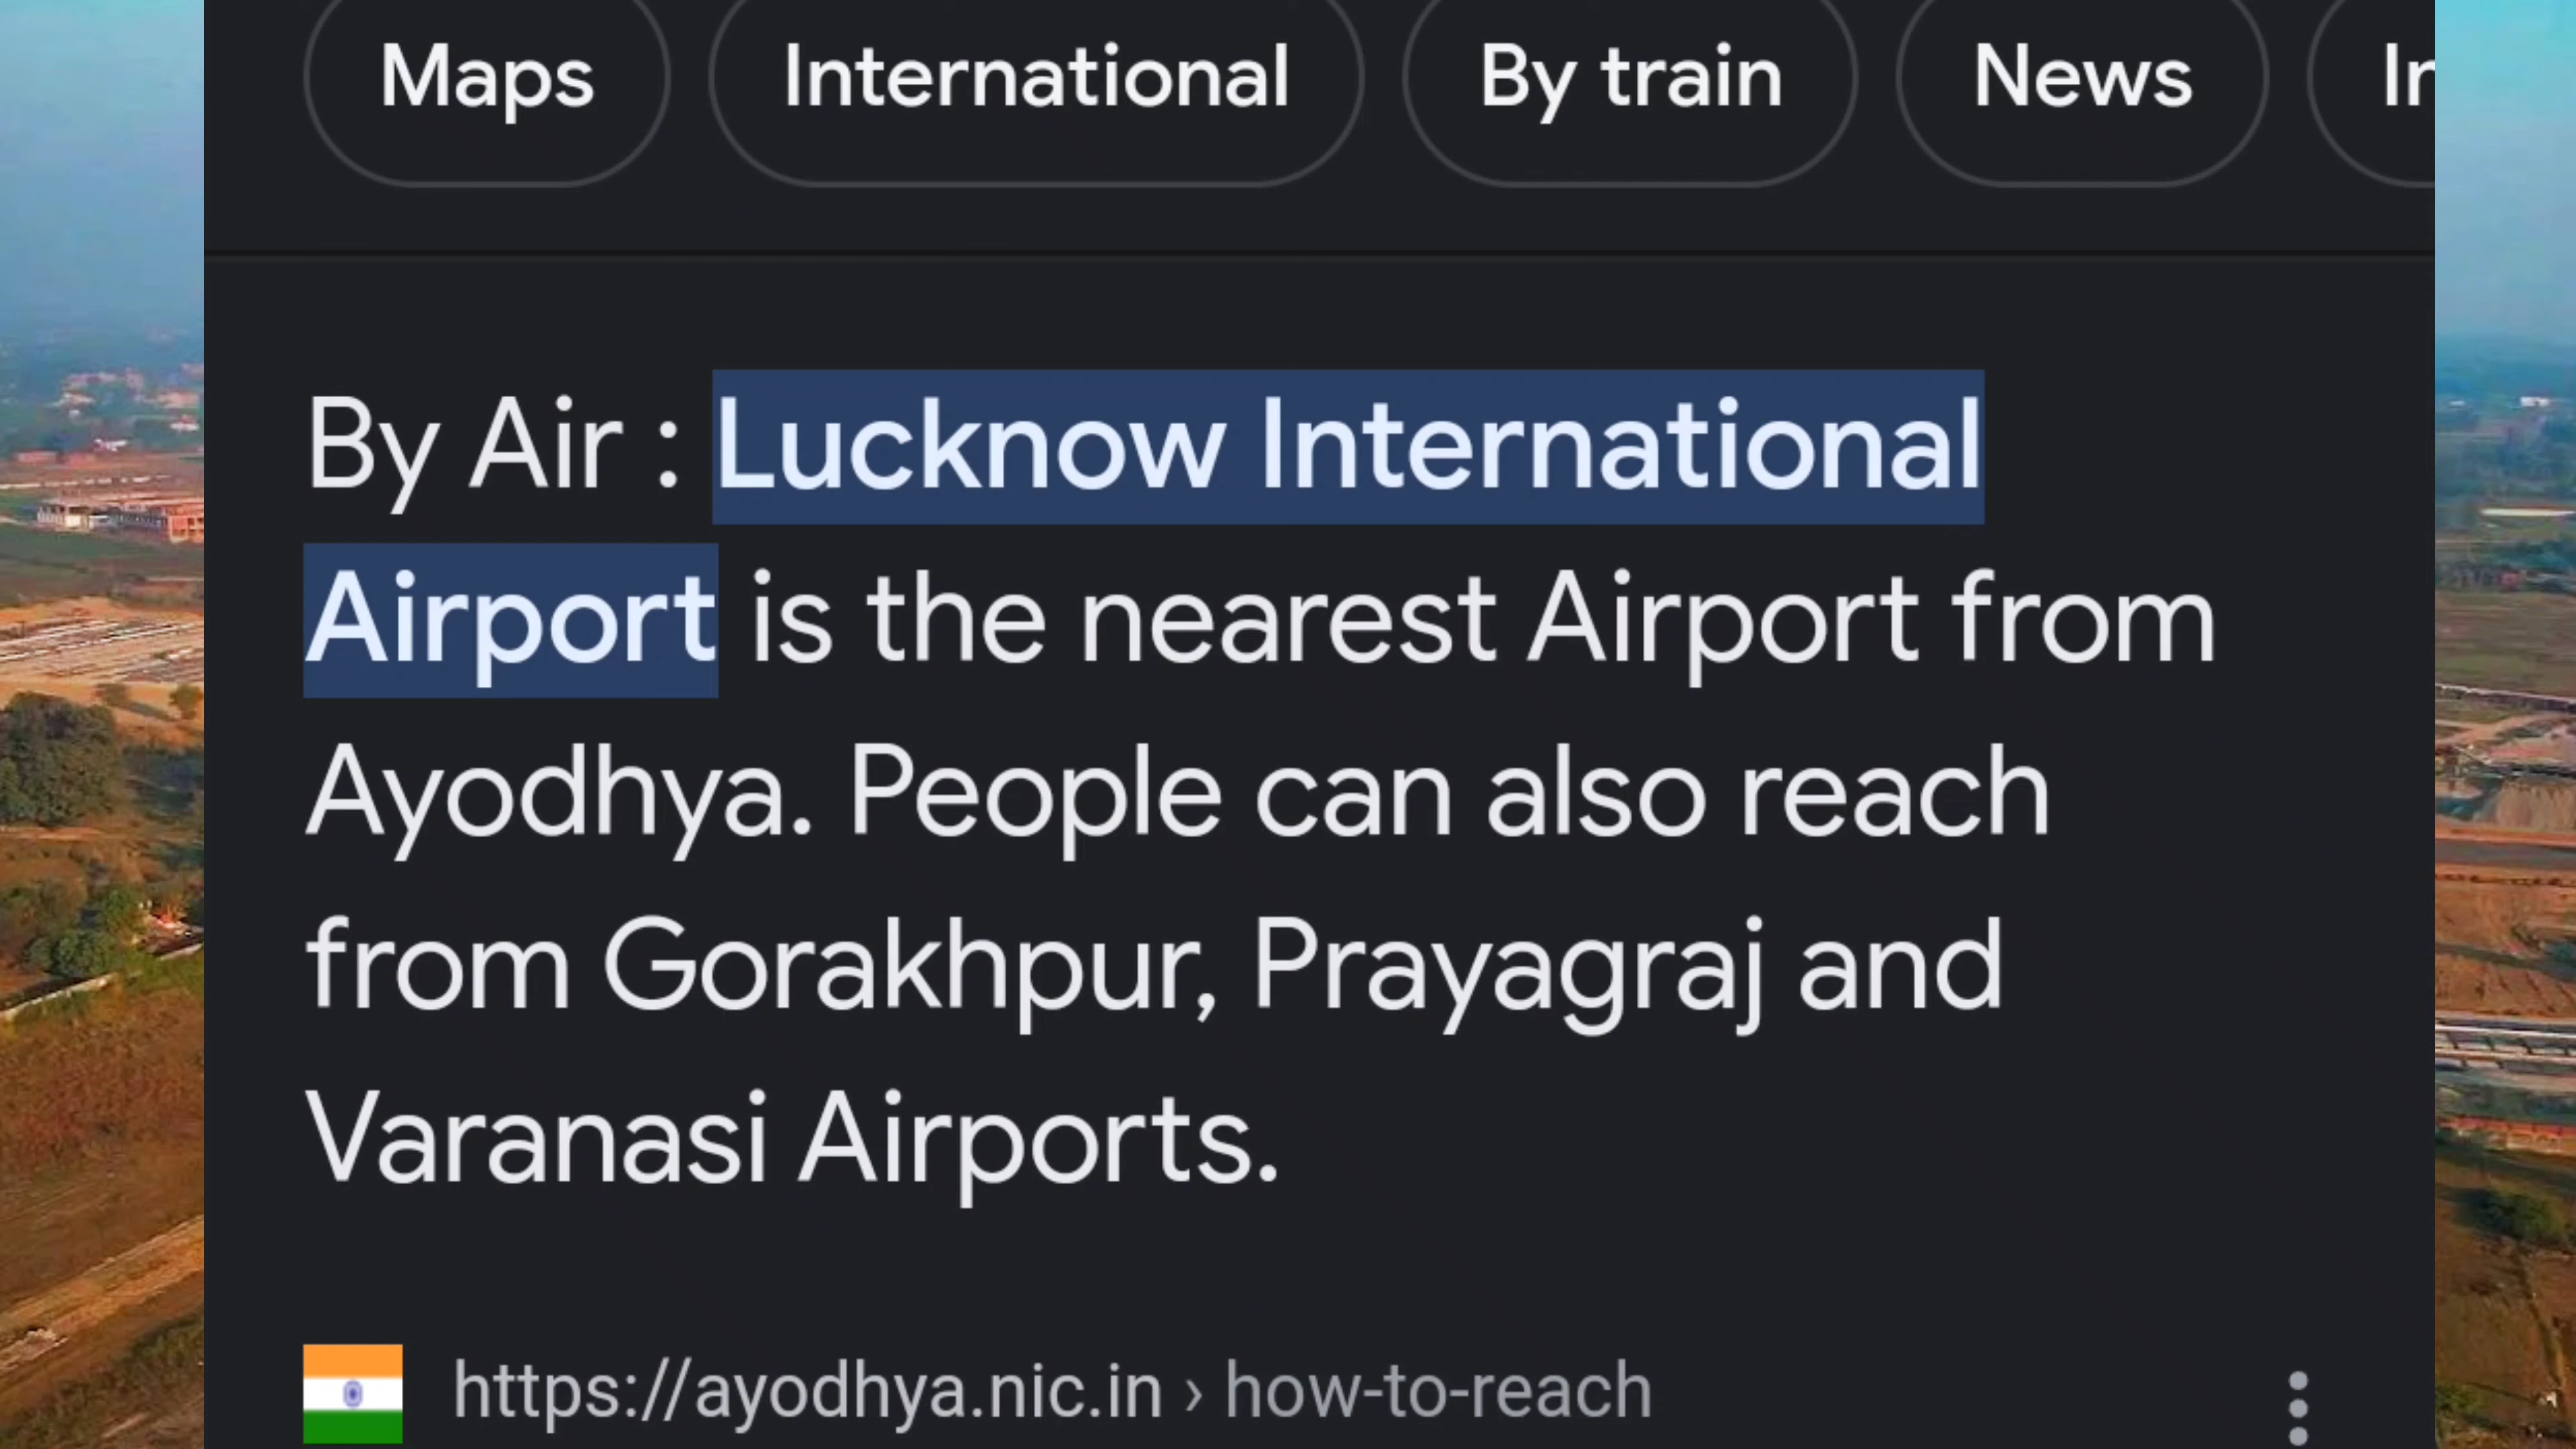 Maps International By train News
By Air : Lucknow International
Airport is the nearest Airport from
Ayodhya. People can also reach
from Gorakhpur, Prayagraj and
Varanasi Airports.
https://ayodhya.nic.in › how-to-reach